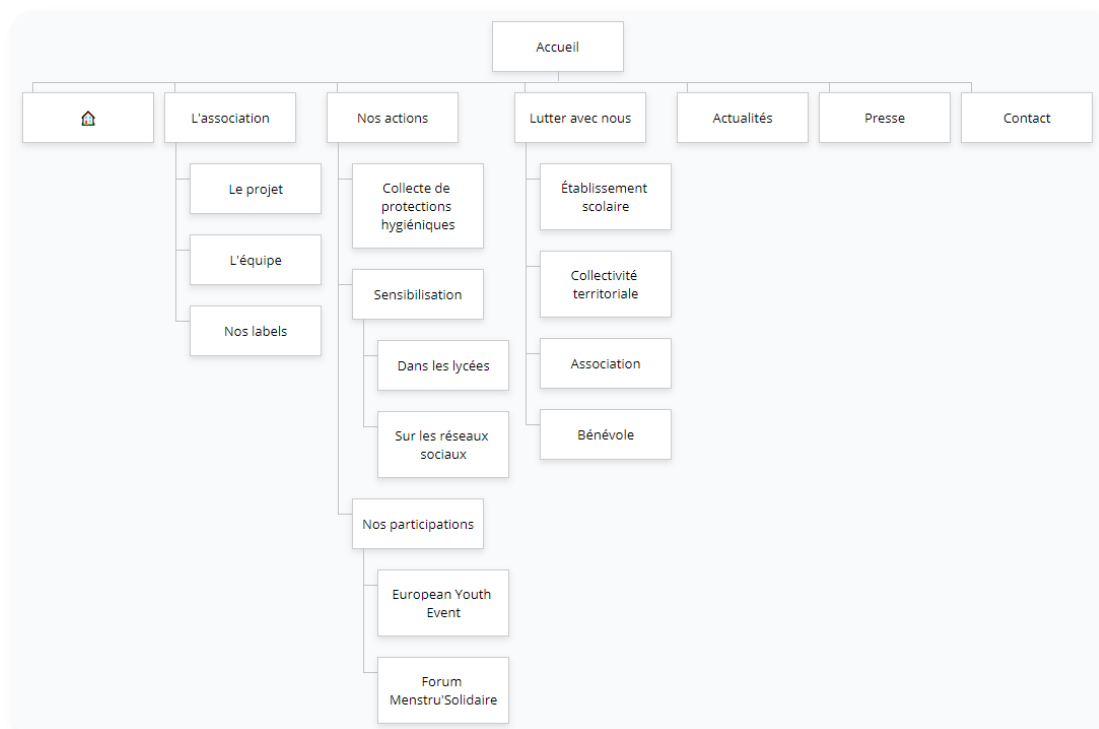 Accueil
🏠
L'association
Nos actions
Lutter avec nous
Actualités
Presse
Contact
Le projet
L'équipe
Nos labels
Collecte de
protections
hygiéniques
Sensibilisation
Dans les lycées
Sur les réseaux
sociaux
Nos participations
European Youth
Event
Forum
Menstru'Solidaire
Établissement
scolaire
Collectivité
territoriale
Association
Bénévole